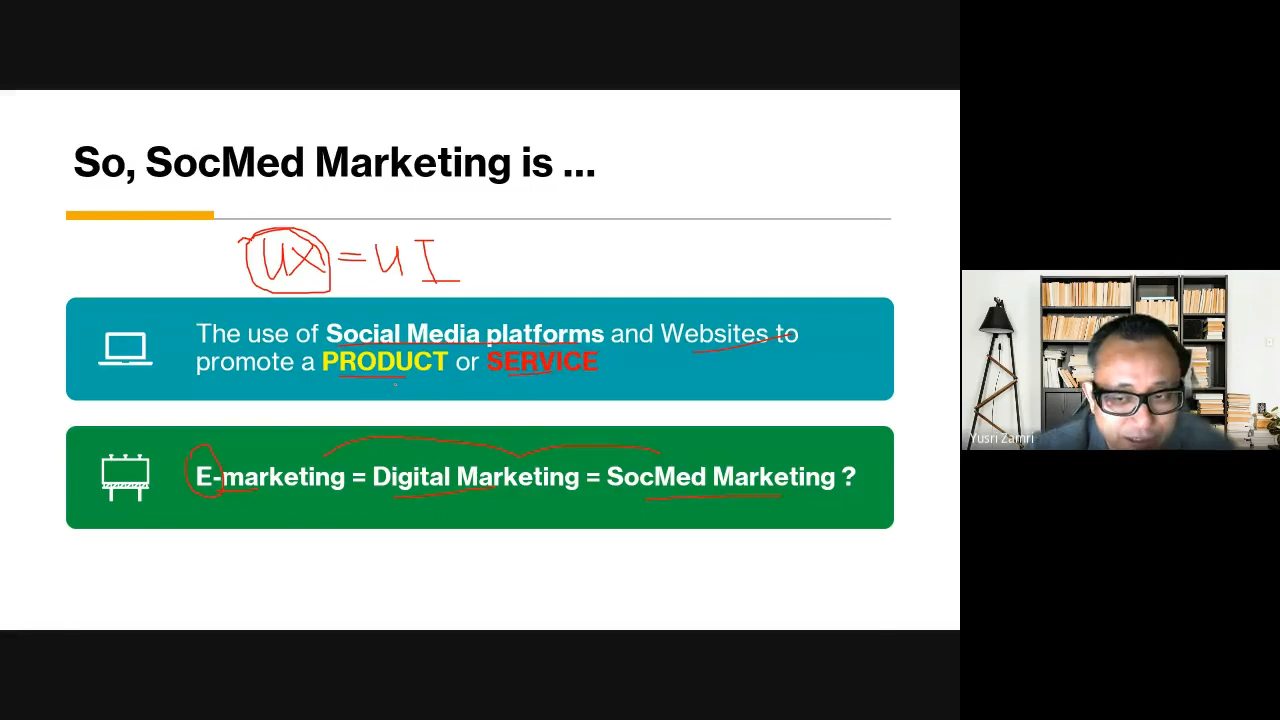 So, SocMed Marketing is ...
UX = UI
The use of Social Media platforms and Websites to
promote a PRODUCT or SERVICE
E-marketing = Digital Marketing = SocMed Marketing ?
Yusri Zamri